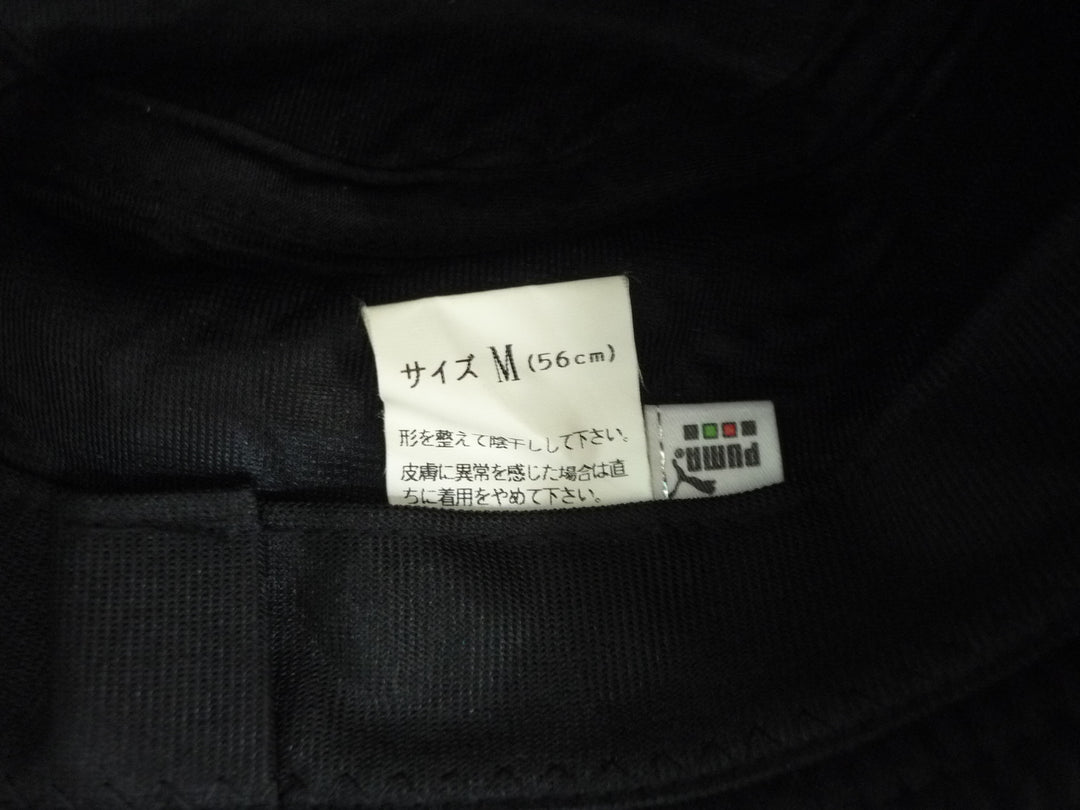 サイズ M (56cm)
形を整えて陰干しして下さい。
皮膚に異常を感じた場合は直
ちに着用をやめて下さい。
PUMA®